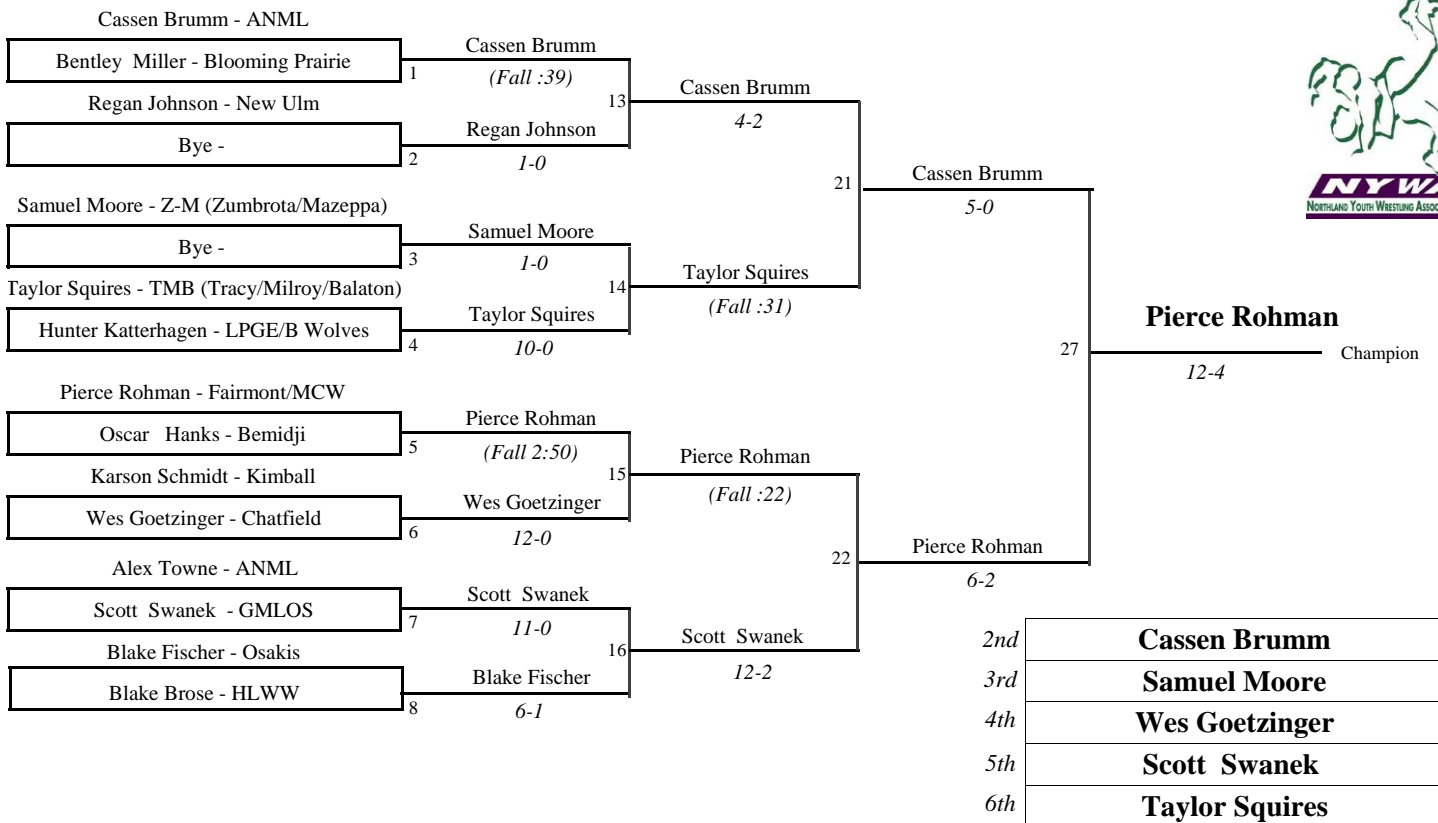 Cassen Brumm - ANML
Bentley Miller - Blooming Prairie
1
Regan Johnson - New Ulm
Bye -
2
Samuel Moore - Z-M (Zumbrota/Mazeppa)
Bye -
3
Taylor Squires - TMB (Tracy/Milroy/Balaton)
Hunter Katterhagen - LPGE/B Wolves
4
Pierce Rohman - Fairmont/MCW
Oscar Hanks - Bemidji
5
Karson Schmidt - Kimball
Wes Goetzinger - Chatfield
6
Alex Towne - ANML
Scott Swanek - GMLOS
7
Blake Fischer - Osakis
Blake Brose - HLWW
8
Cassen Brumm
(Fall :39)
13
Regan Johnson
1-0
Samuel Moore
1-0
14
Taylor Squires
10-0
Pierce Rohman
(Fall 2:50)
15
Wes Goetzinger
12-0
Scott Swanek
11-0
16
Blake Fischer
6-1
Cassen Brumm
4-2
21
Taylor Squires
(Fall :31)
Pierce Rohman
(Fall :22)
22
Scott Swanek
12-2
Cassen Brumm
5-0
27
Pierce Rohman
6-2
Pierce Rohman
12-4
Champion
NORTHLAND YOUTH WRESTLING
2nd Cassen Brumm
3rd Samuel Moore
4th Wes Goetzinger
5th Scott Swanek
6th Taylor Squires